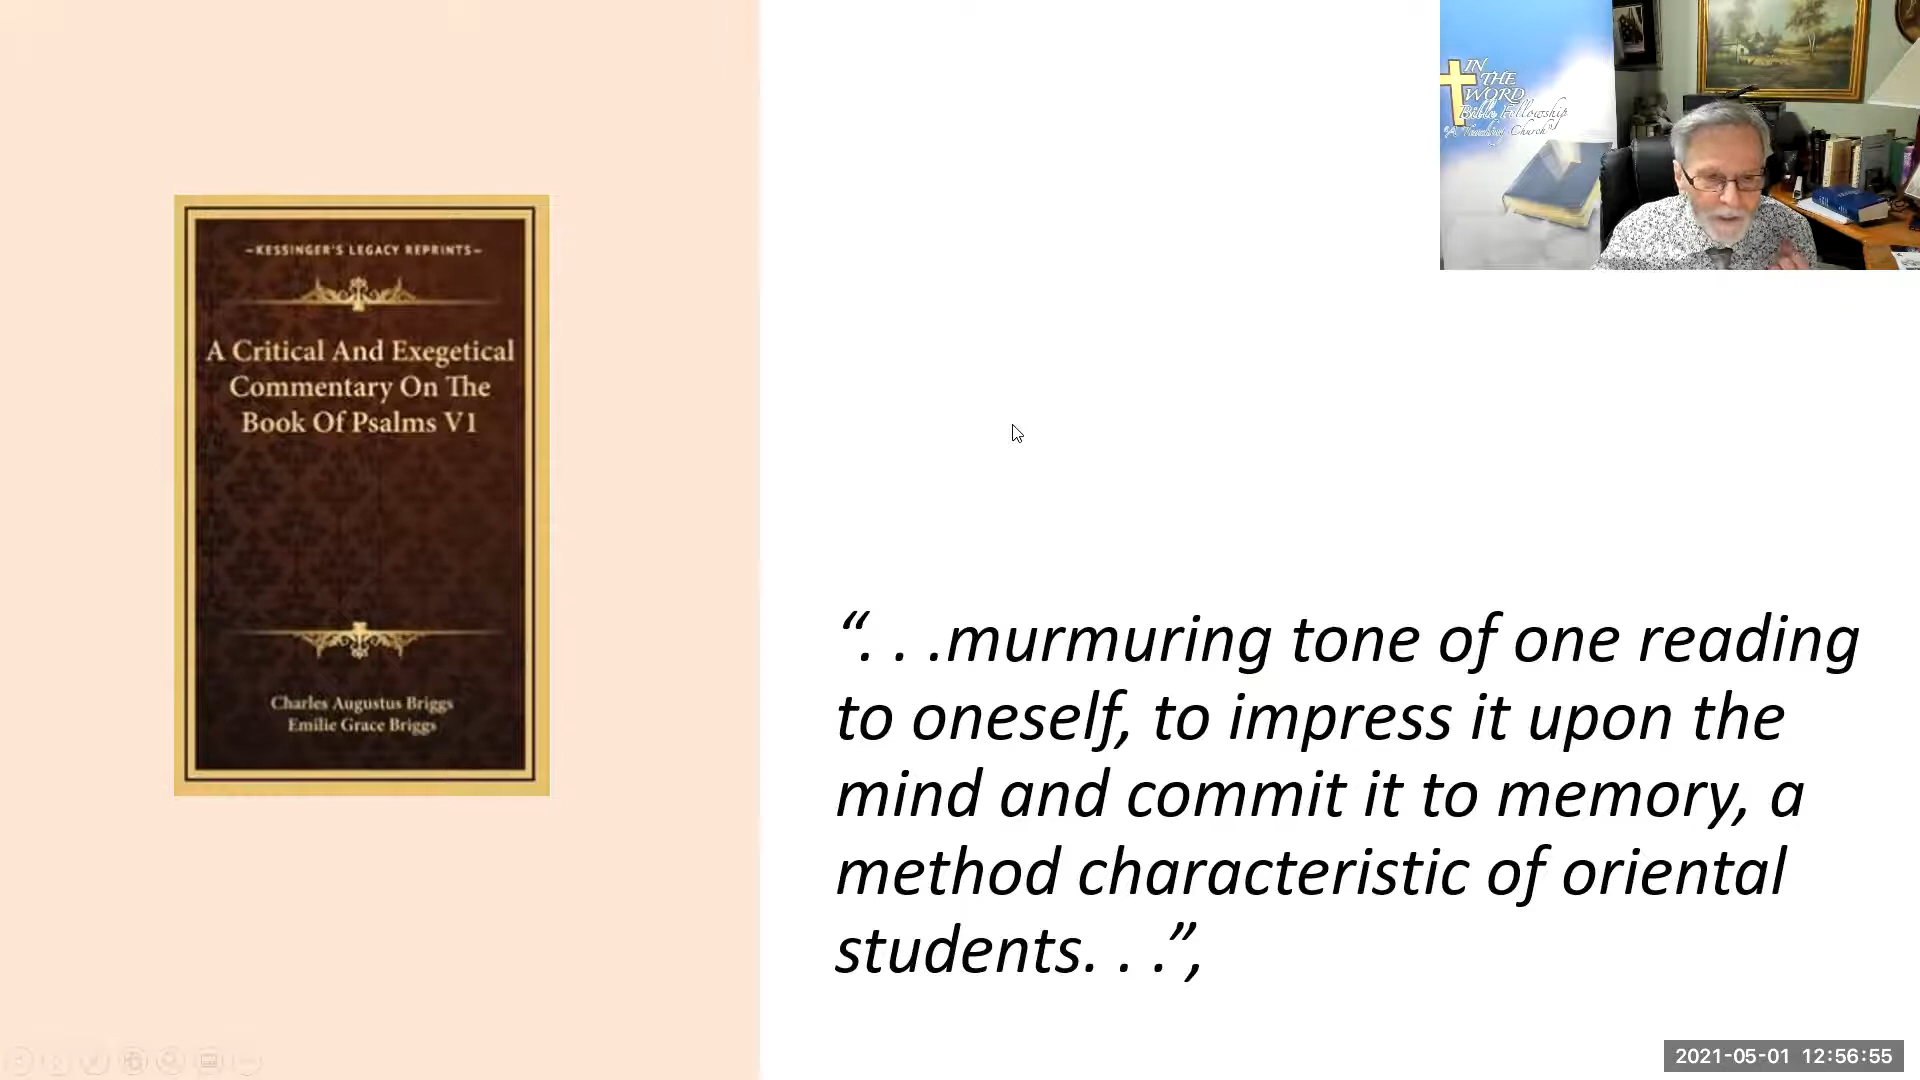 -KESSINGER'S LEGACY REPRINTS-
A Critical And Exegetical
Commentary On The
Book Of Psalms V1
Charles Augustus Briggs
Emilie Grace Briggs
IN
THE
WORD
Bible Fellowship
"A Teaching Church"
“. . .murmuring tone of one reading
to oneself, to impress it upon the
mind and commit it to memory, a
method characteristic of oriental
students. . .”,
2021-05-01 12:56:55